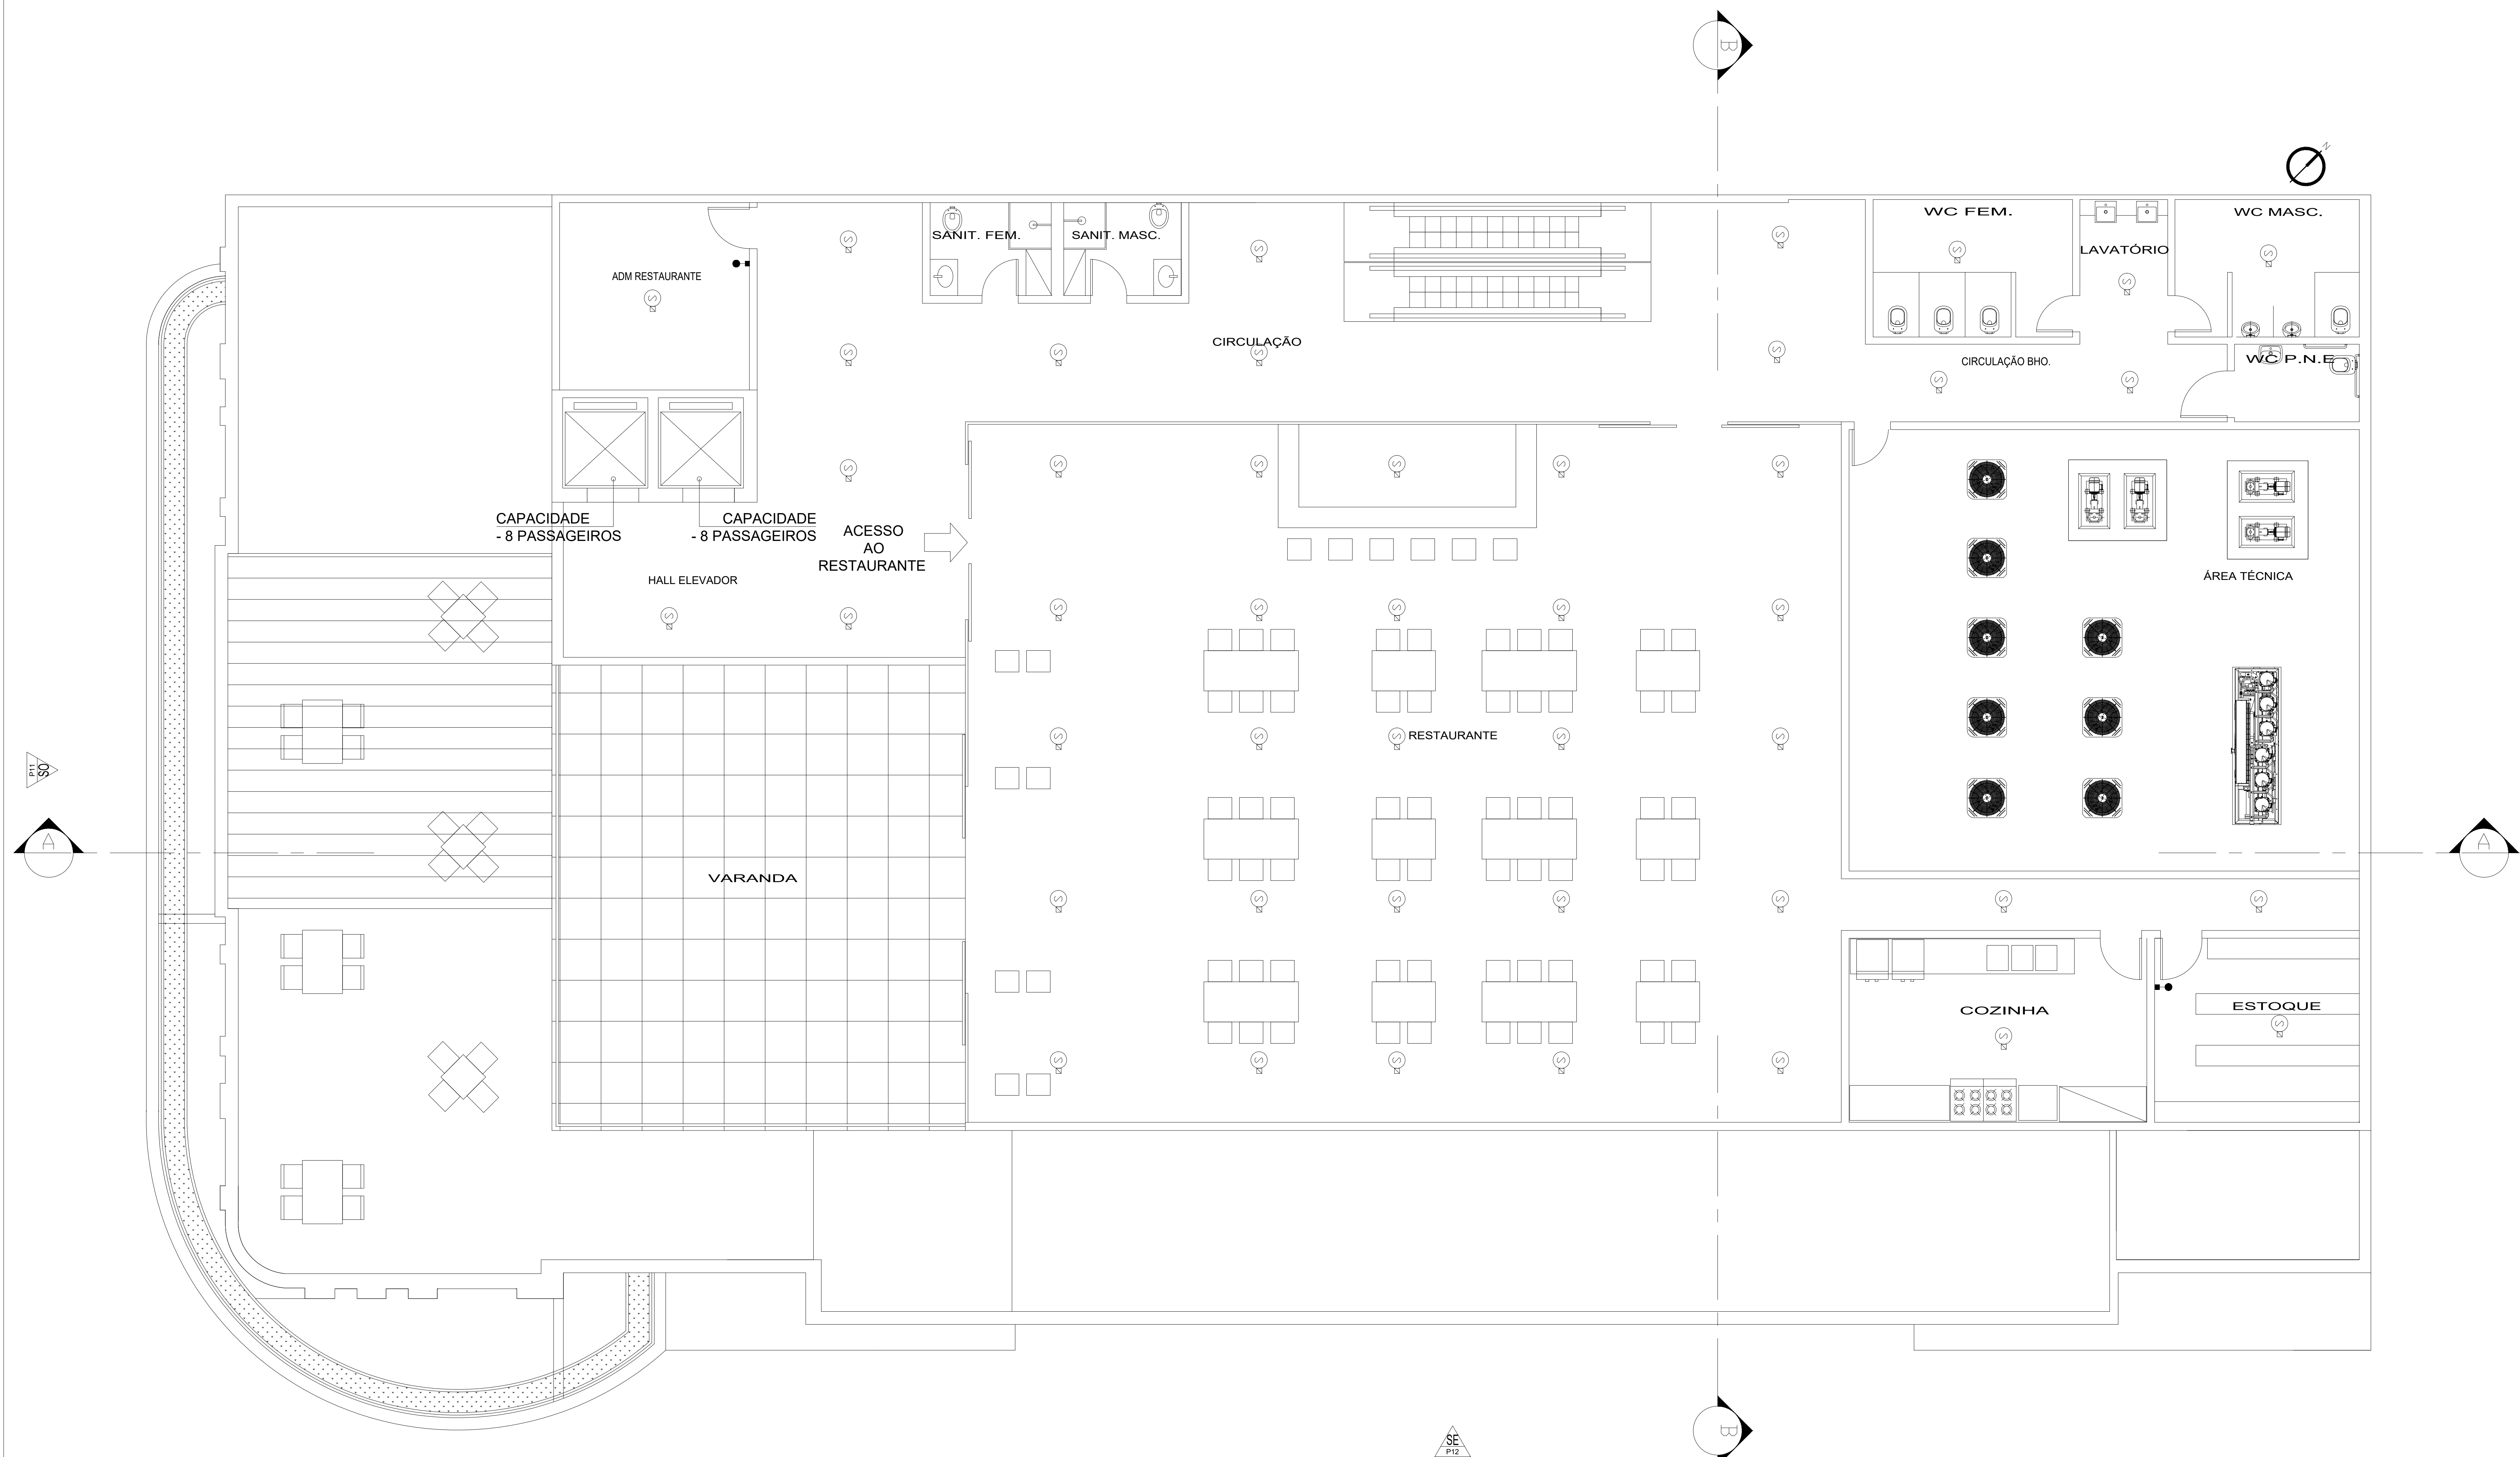 B
N
WC FEM.
WC MASC.
SANIT. FEM.
SANIT. MASC.
LAVATÓRIO
ADM RESTAURANTE
CIRCULAÇÃO
CIRCULAÇÃO BHO.
WC P.N.E
CAPACIDADE
- 8 PASSAGEIROS
CAPACIDADE
- 8 PASSAGEIROS
ACESSO
AO
RESTAURANTE
HALL ELEVADOR
ÁREA TÉCNICA
RESTAURANTE
P11
SO
A
A
VARANDA
COZINHA
ESTOQUE
B
SE
P12